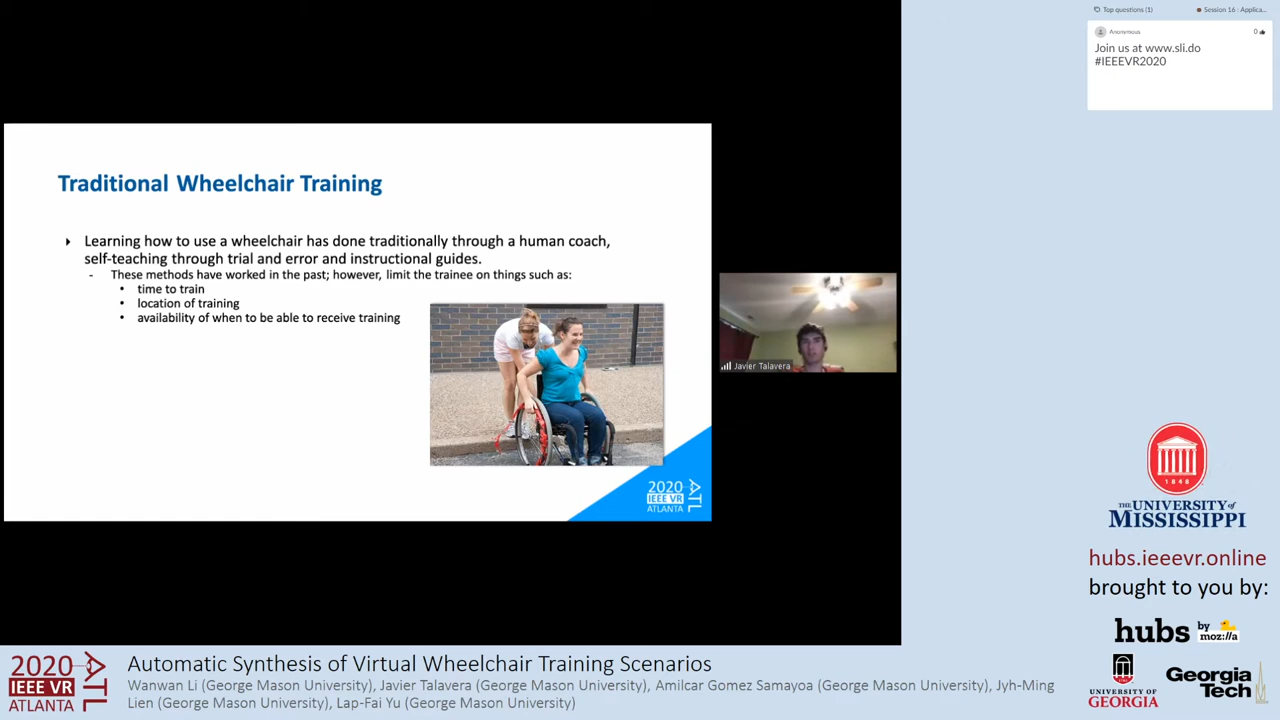 Top questions (1)
Session 16 : Applica...
Anonymous
0
Join us at www.sli.do
#IEEEVR2020
Traditional Wheelchair Training
Learning how to use a wheelchair has done traditionally through a human coach,
self-teaching through trial and error and instructional guides.
- These methods have worked in the past; however, limit the trainee on things such as:
• time to train
• location of training
• availability of when to be able to receive training
Javier Talavera
2020
IEEE VR
ATLANTA
ATL
1848
THE UNIVERSITY of
MISSISSIPPI
hubs.ieeevr.online
brought to you by:
hubs by
moz://a
UNIVERSITY OF
GEORGIA
Georgia
Tech
2020
IEEE VR
ATLANTA
ATL
Automatic Synthesis of Virtual Wheelchair Training Scenarios
Wanwan Li (George Mason University), Javier Talavera (George Mason University), Amilcar Gomez Samayoa (George Mason University), Jyh-Ming
Lien (George Mason University), Lap-Fai Yu (George Mason University)